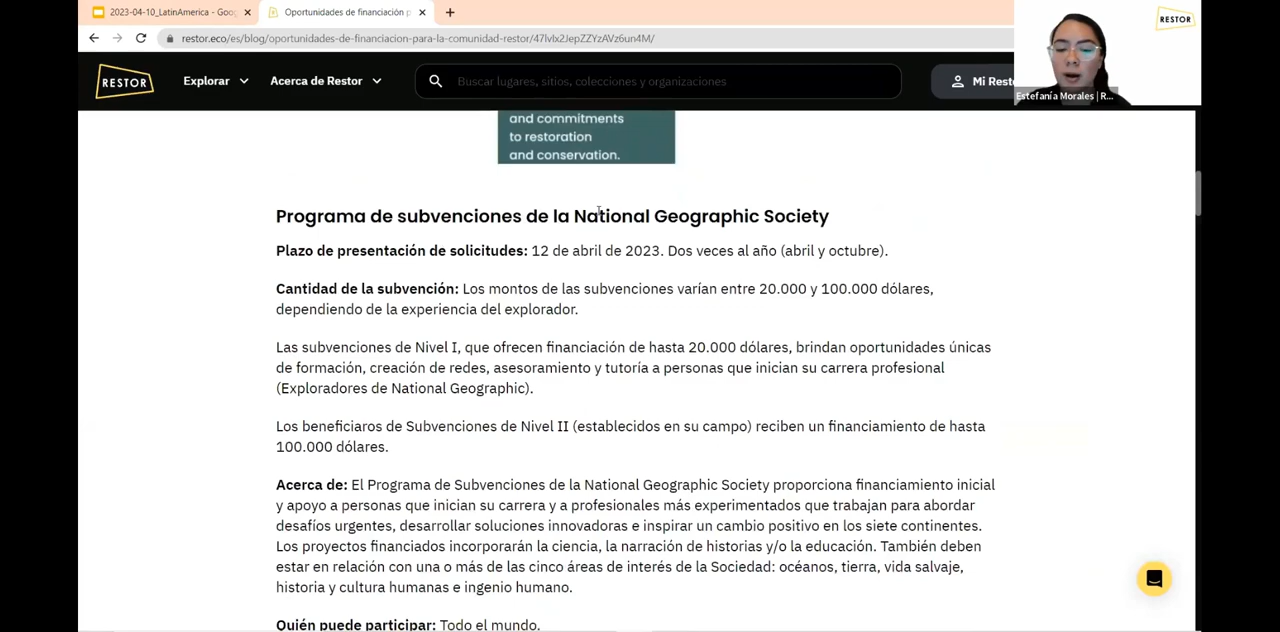 2023-04-10_LatinAmerica - Goo
Oportunidades de financiación p
restor.eco/es/blog/oportunidades-de-financiacion-para-la-comunidad-restor/47lvlx2JepZZYzAVz6un4M/
RESTOR
RESTOR
Explorar
Acerca de Restor
Buscar lugares, sitios, colecciones y organizaciones
Mi Resto
Estefanía Morales | R...
and commitments
to restoration
and conservation.
Programa de subvenciones de la National Geographic Society
Plazo de presentación de solicitudes: 12 de abril de 2023. Dos veces al año (abril y octubre).
Cantidad de la subvención: Los montos de las subvenciones varían entre 20.000 y 100.000 dólares,
dependiendo de la experiencia del explorador.
Las subvenciones de Nivel I, que ofrecen financiación de hasta 20.000 dólares, brindan oportunidades únicas
de formación, creación de redes, asesoramiento y tutoría a personas que inician su carrera profesional
(Exploradores de National Geographic).
Los beneficiaros de Subvenciones de Nivel II (establecidos en su campo) reciben un financiamiento de hasta
100.000 dólares.
Acerca de: El Programa de Subvenciones de la National Geographic Society proporciona financiamiento inicial
y apoyo a personas que inician su carrera y a profesionales más experimentados que trabajan para abordar
desafíos urgentes, desarrollar soluciones innovadoras e inspirar un cambio positivo en los siete continentes.
Los proyectos financiados incorporarán la ciencia, la narración de historias y/o la educación. También deben
estar en relación con una o más de las cinco áreas de interés de la Sociedad: océanos, tierra, vida salvaje,
historia y cultura humanas e ingenio humano.
Quién puede participar: Todo el mundo.